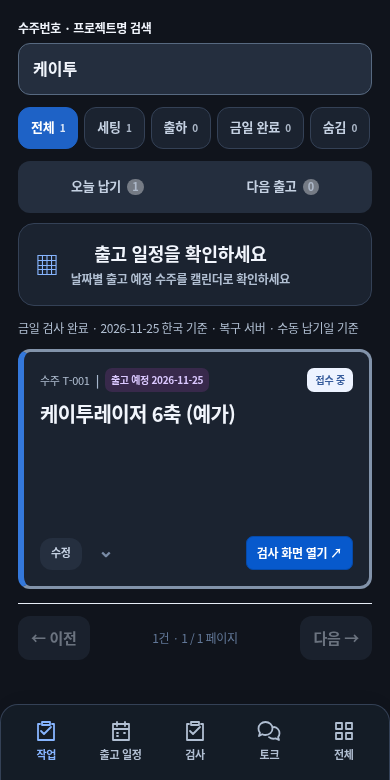 수주번호 · 프로젝트명 검색
케이투
전체 1 세팅 1 출하 0 금일 완료 0 숨김 0
오늘 납기 1 다음 출고 0
출고 일정을 확인하세요
날짜별 출고 예정 수주를 캘린더로 확인하세요
금일 검사 완료 · 2026-11-25 한국 기준 · 복구 서버 · 수동 납기일 기준
수주 T-001 | 출고 예정 2026-11-25 접수 중
케이투레이저 6축 (예가)
수정 검사 화면 열기 ↗
← 이전 1건 · 1 / 1 페이지 다음 →
작업 출고 일정 검사 토크 전체